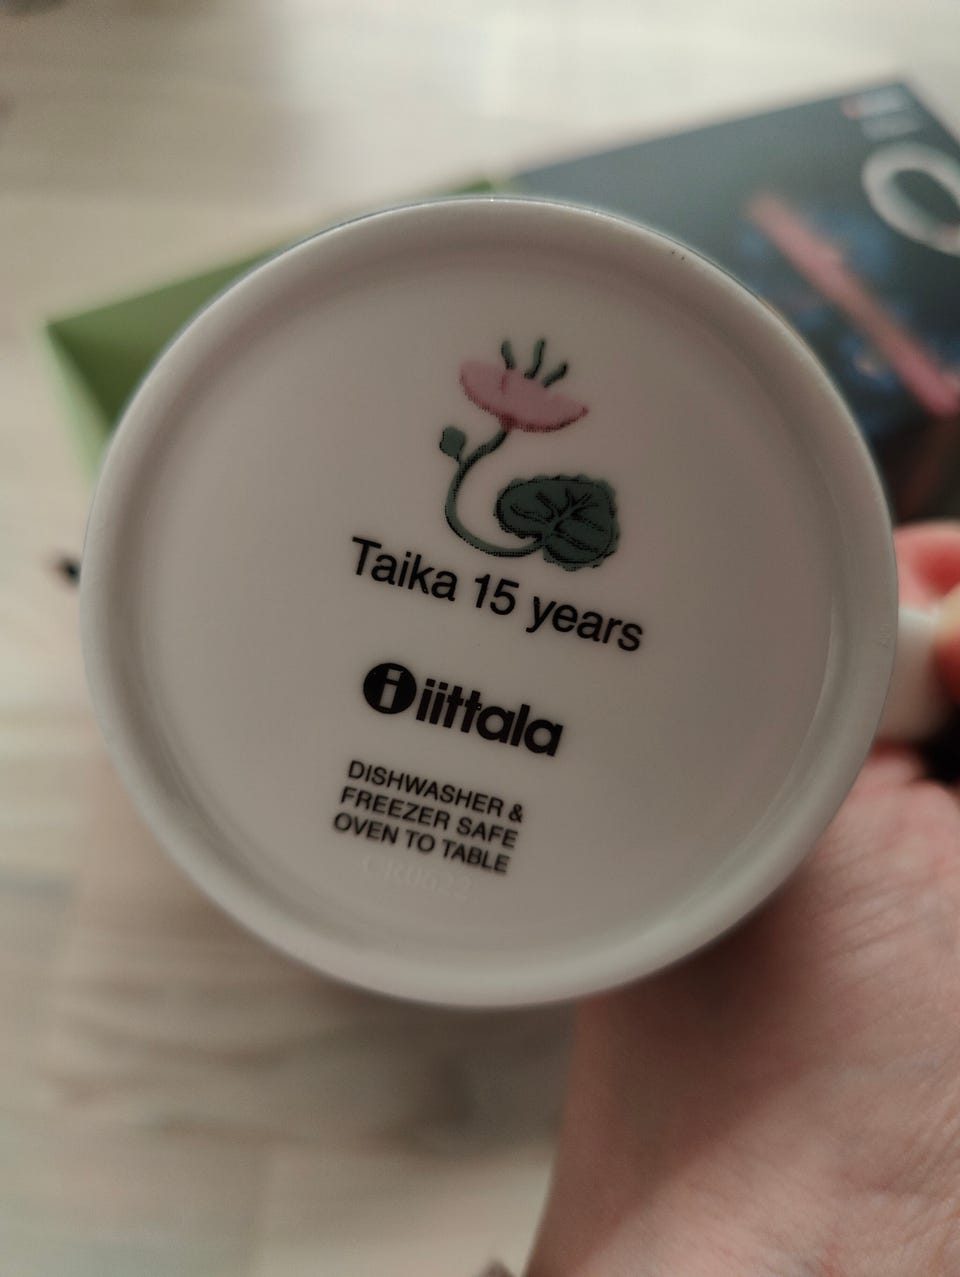 Taika 15 years
iittala
DISHWASHER &
FREEZER SAFE
OVEN TO TABLE